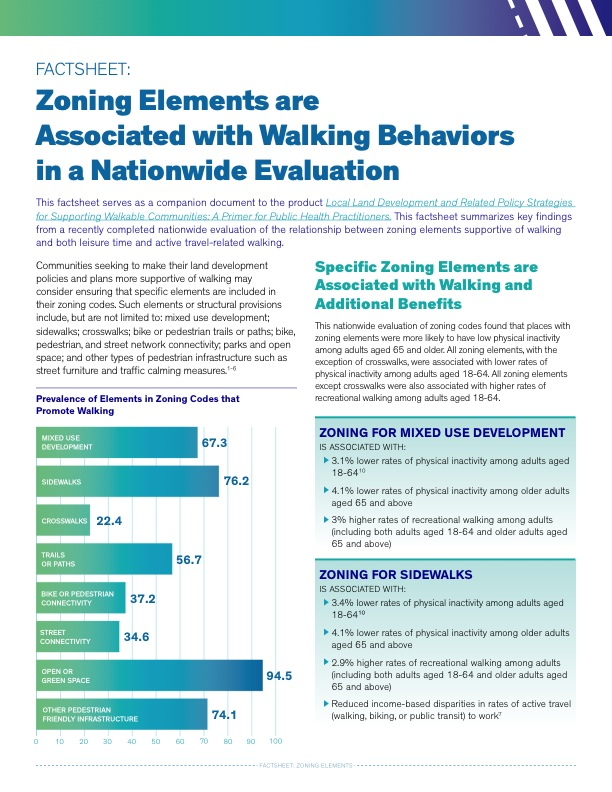 FACTSHEET:
Zoning Elements are
Associated with Walking Behaviors
in a Nationwide Evaluation
This factsheet serves as a companion document to the product Local Land Development and Related Policy Strategies
for Supporting Walkable Communities: A Primer for Public Health Practitioners. This factsheet summarizes key findings
from a recently completed nationwide evaluation of the relationship between zoning elements supportive of walking
and both leisure time and active travel-related walking.
Communities seeking to make their land development
policies and plans more supportive of walking may
consider ensuring that specific elements are included in
their zoning codes. Such elements or structural provisions
include, but are not limited to: mixed use development;
sidewalks; crosswalks; bike or pedestrian trails or paths; bike,
pedestrian, and street network connectivity; parks and open
space; and other types of pedestrian infrastructure such as
street furniture and traffic calming measures.1-6
Prevalence of Elements in Zoning Codes that
Promote Walking
MIXED USE
DEVELOPMENT
67.3
SIDEWALKS
76.2
CROSSWALKS
22.4
TRAILS
OR PATHS
56.7
BIKE OR PEDESTRIAN
CONNECTIVITY
37.2
STREET
CONNECTIVITY
34.6
OPEN OR
GREEN SPACE
94.5
OTHER PEDESTRIAN
FRIENDLY INFRASTRUCTURE
74.1
0 10 20 30 40 50 60 70 80 90 100
Specific Zoning Elements are
Associated with Walking and
Additional Benefits
This nationwide evaluation of zoning codes found that places with
zoning elements were more likely to have low physical inactivity
among adults aged 65 and older. All zoning elements, with the
exception of crosswalks, were associated with lower rates of
physical inactivity among adults aged 18-64. All zoning elements
except crosswalks were also associated with higher rates of
recreational walking among adults aged 18-64.
ZONING FOR MIXED USE DEVELOPMENT
IS ASSOCIATED WITH:
3.1% lower rates of physical inactivity among adults aged
18-64¹⁰
4.1% lower rates of physical inactivity among older adults
aged 65 and above
3% higher rates of recreational walking among adults
(including both adults aged 18-64 and older adults aged
65 and above)
ZONING FOR SIDEWALKS
IS ASSOCIATED WITH:
3.4% lower rates of physical inactivity among adults aged
18-64¹⁰
4.1% lower rates of physical inactivity among older adults
aged 65 and above
2.9% higher rates of recreational walking among adults
(including both adults aged 18-64 and older adults aged
65 and above)
Reduced income-based disparities in rates of active travel
(walking, biking, or public transit) to work⁷
FACTSHEET: ZONING ELEMENTS